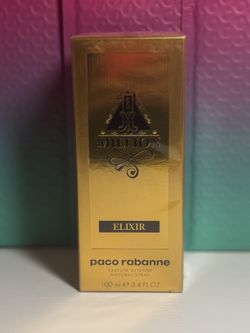 1
MILLION
ELIXIR
paco rabanne
PARFUM INTENSE
NATURAL SPRAY
100 ml e 3.4 FL OZ